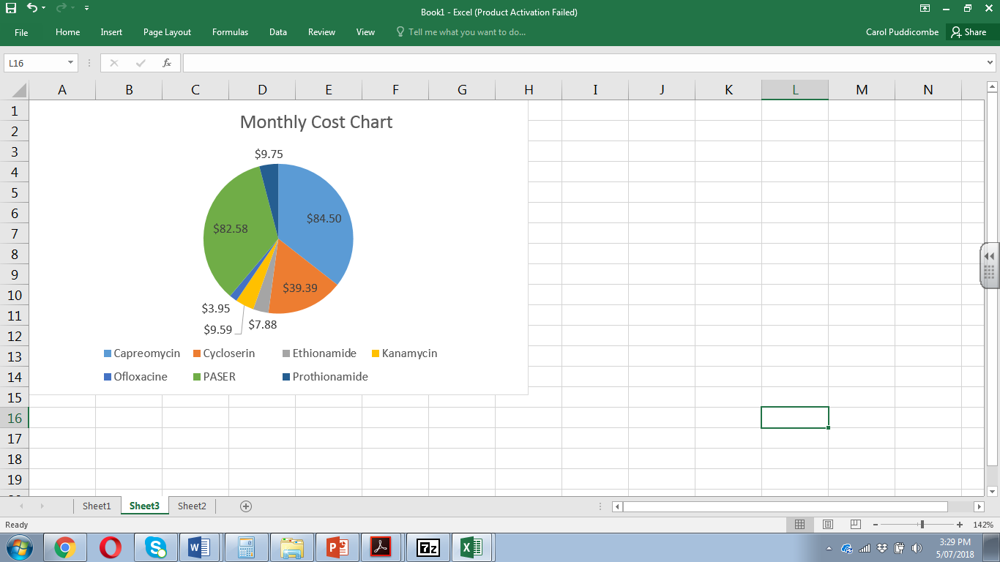 Book1 - Excel (Product Activation Failed)
File Home Insert Page Layout Formulas Data Review View Tell me what you want to do... Carol Puddicombe Share
L16 fx
A B C D E F G H I J K L M N
1
2
3
4
5
6
7
8
9
10
11
12
13
14
15
16
17
18
19
Monthly Cost Chart
$9.75
$84.50
$82.58
$39.39
$3.95
$9.59
$7.88
Capreomycin Cycloserin Ethionamide Kanamycin
Ofloxacine PASER Prothionamide
Sheet1 Sheet3 Sheet2
Ready 142%
7z
3:29 PM
5/07/2018